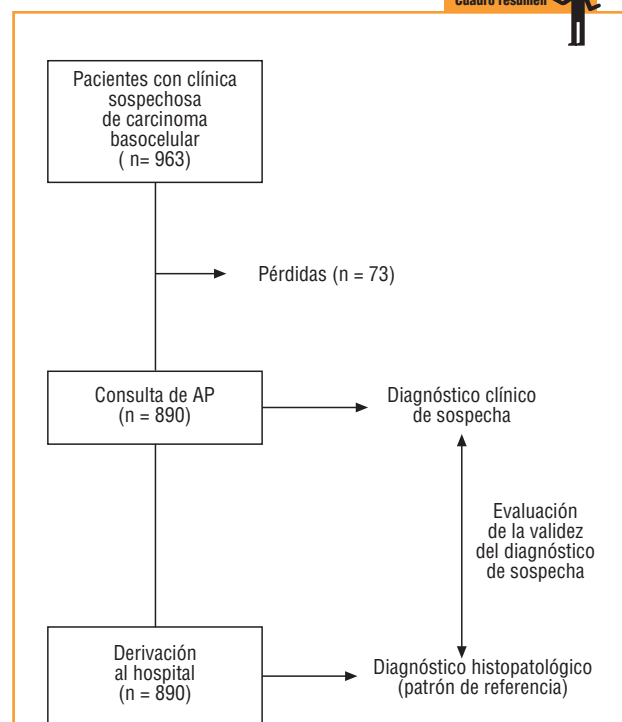 Cuadro resumen
Pacientes con clínica
sospechosa
de carcinoma
basocelular
( n= 963)
Pérdidas (n = 73)
Consulta de AP
(n = 890)
Diagnóstico clínico
de sospecha
Evaluación
de la validez
del diagnóstico
de sospecha
Derivación
al hospital
(n = 890)
Diagnóstico histopatológico
(patrón de referencia)